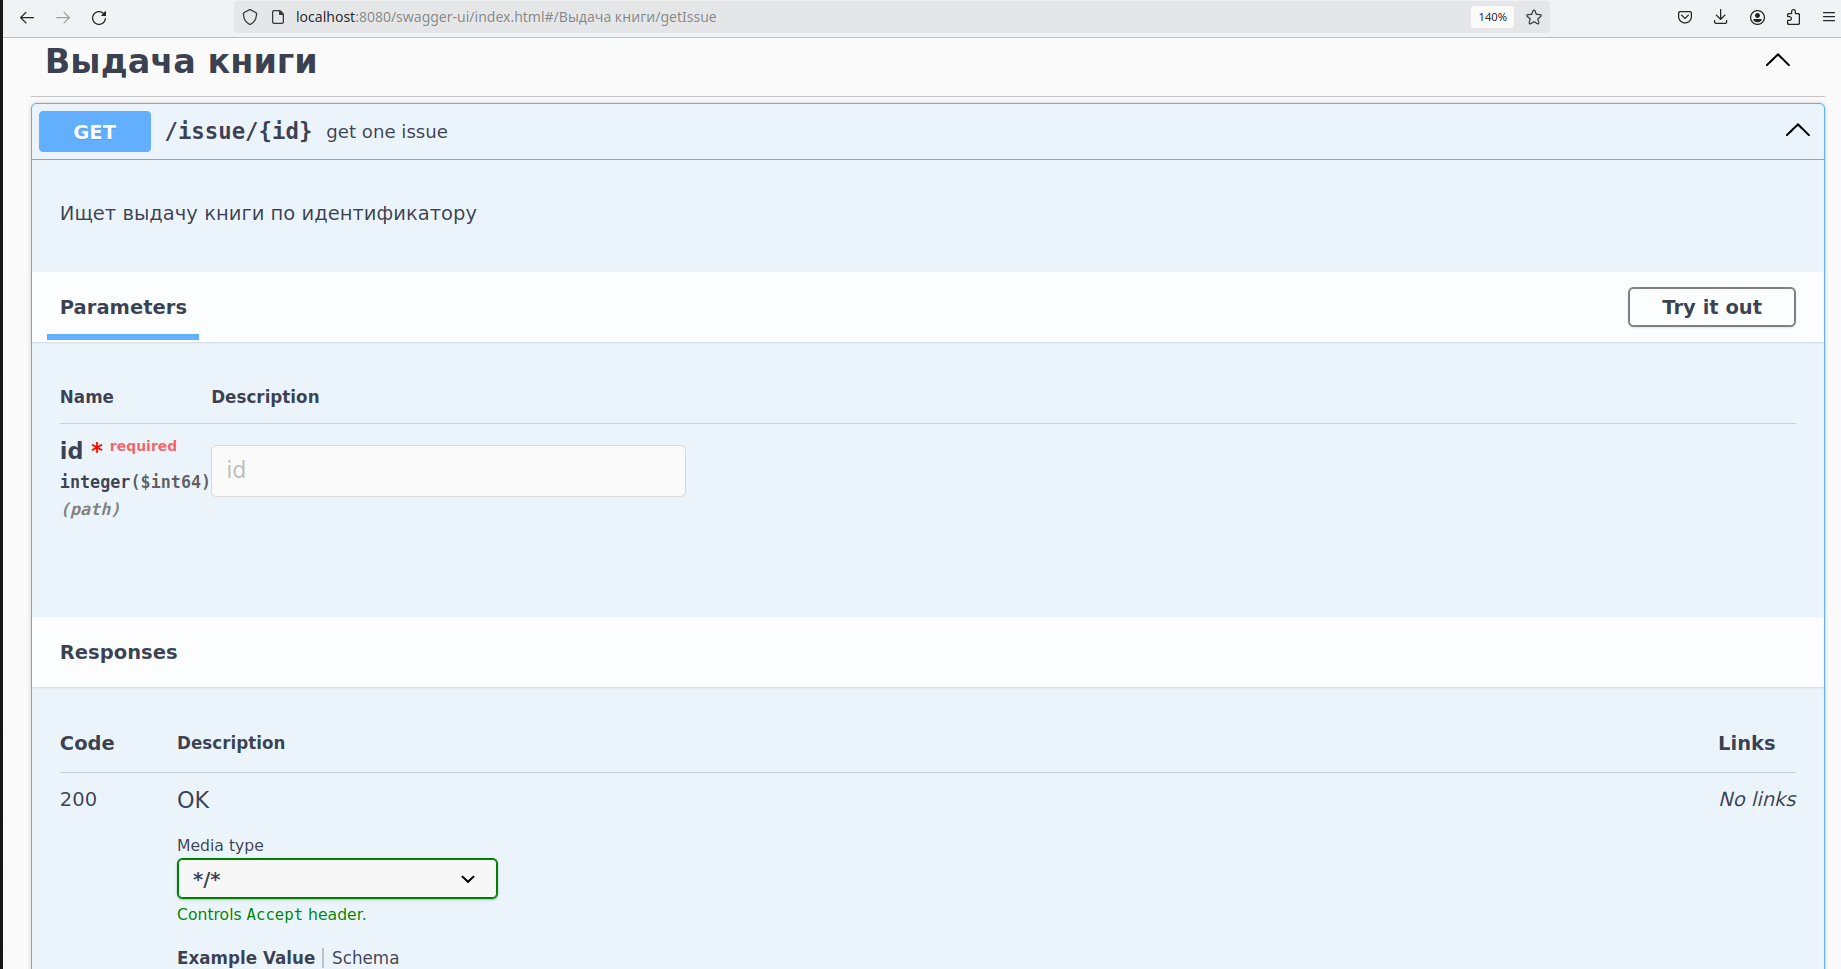 localhost:8080/swagger-ui/index.html#/Выдача книги/getIssue
140%
Выдача книги
GET /issue/{id} get one issue
Ищет выдачу книги по идентификатору
Parameters
Try it out
Name Description
id * required
id
integer($int64)
(path)
Responses
Code Description Links
200 OK No links
Media type
*/*
Controls Accept header.
Example Value | Schema